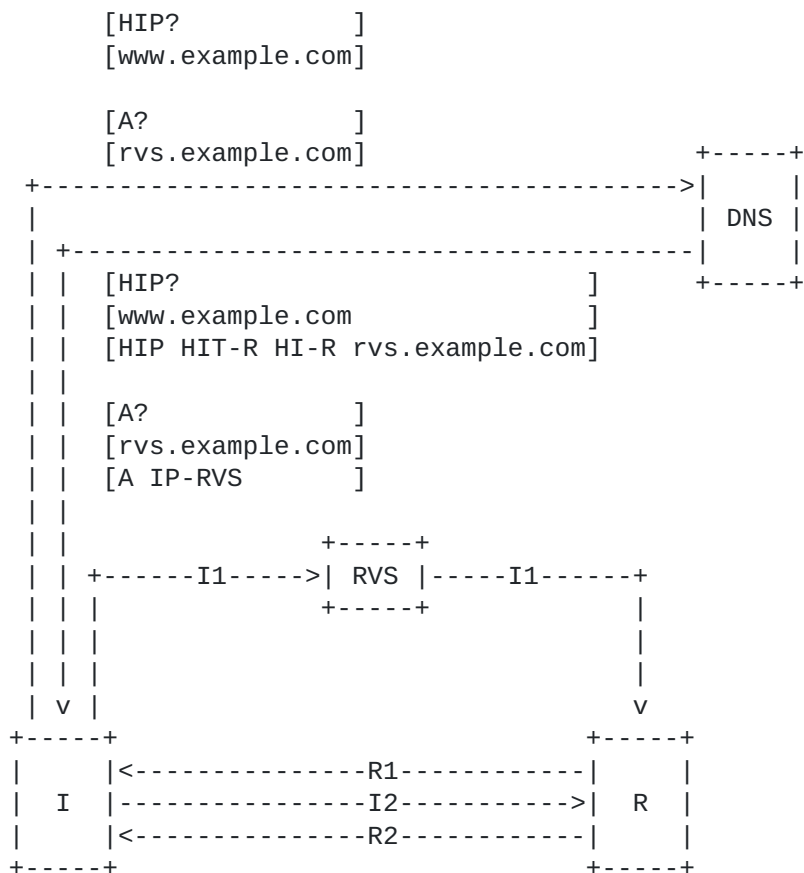 [HIP? ]
[www.example.com]
[A? ]
[rvs.example.com]
DNS
[HIP? ]
[www.example.com ]
[HIP HIT-R HI-R rvs.example.com]
[A? ]
[rvs.example.com]
[A IP-RVS ]
I1 RVS I1
R1
I I2 R
R2